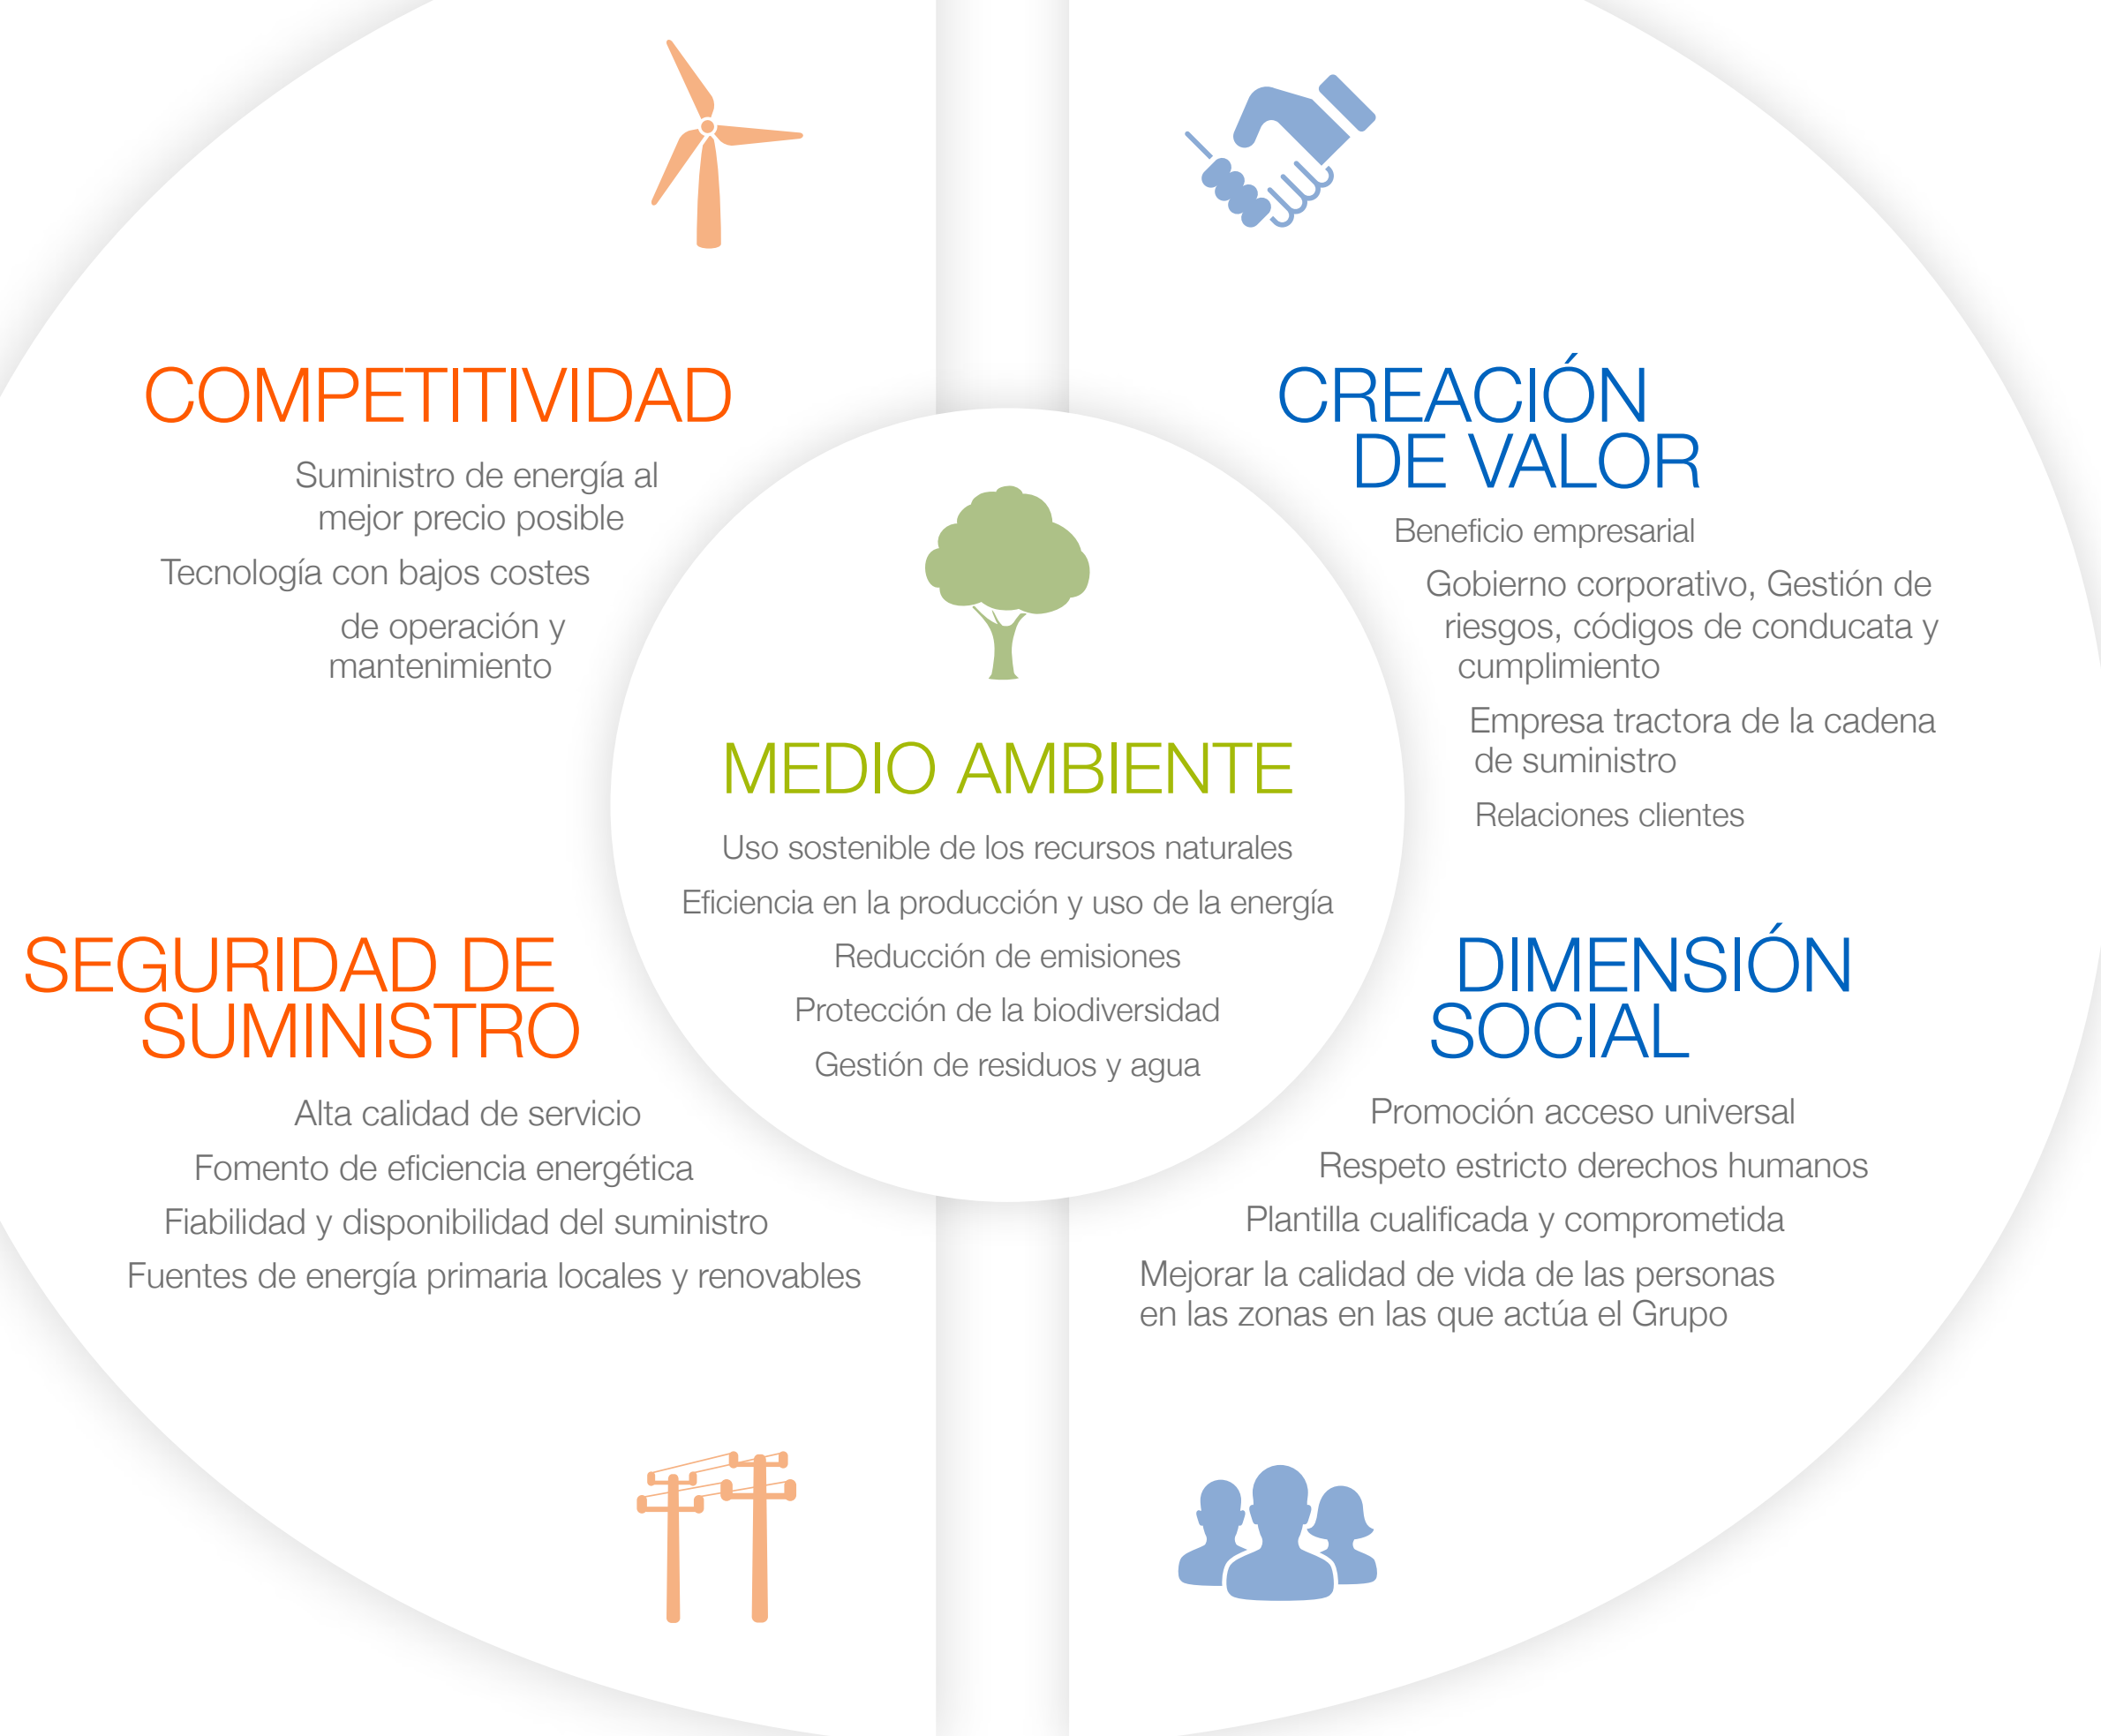 COMPETITIVIDAD
Suministro de energía al
mejor precio posible
Tecnología con bajos costes
de operación y
mantenimiento
SEGURIDAD DE
SUMINISTRO
Alta calidad de servicio
Fomento de eficiencia energética
Fiabilidad y disponibilidad del suministro
Fuentes de energía primaria locales y renovables
MEDIO AMBIENTE
Uso sostenible de los recursos naturales
Eficiencia en la producción y uso de la energía
Reducción de emisiones
Protección de la biodiversidad
Gestión de residuos y agua
CREACIÓN
DE VALOR
Beneficio empresarial
Gobierno corporativo, Gestión de
riesgos, códigos de conducata y
cumplimiento
Empresa tractora de la cadena
de suministro
Relaciones clientes
DIMENSIÓN
SOCIAL
Promoción acceso universal
Respeto estricto derechos humanos
Plantilla cualificada y comprometida
Mejorar la calidad de vida de las personas
en las zonas en las que actúa el Grupo